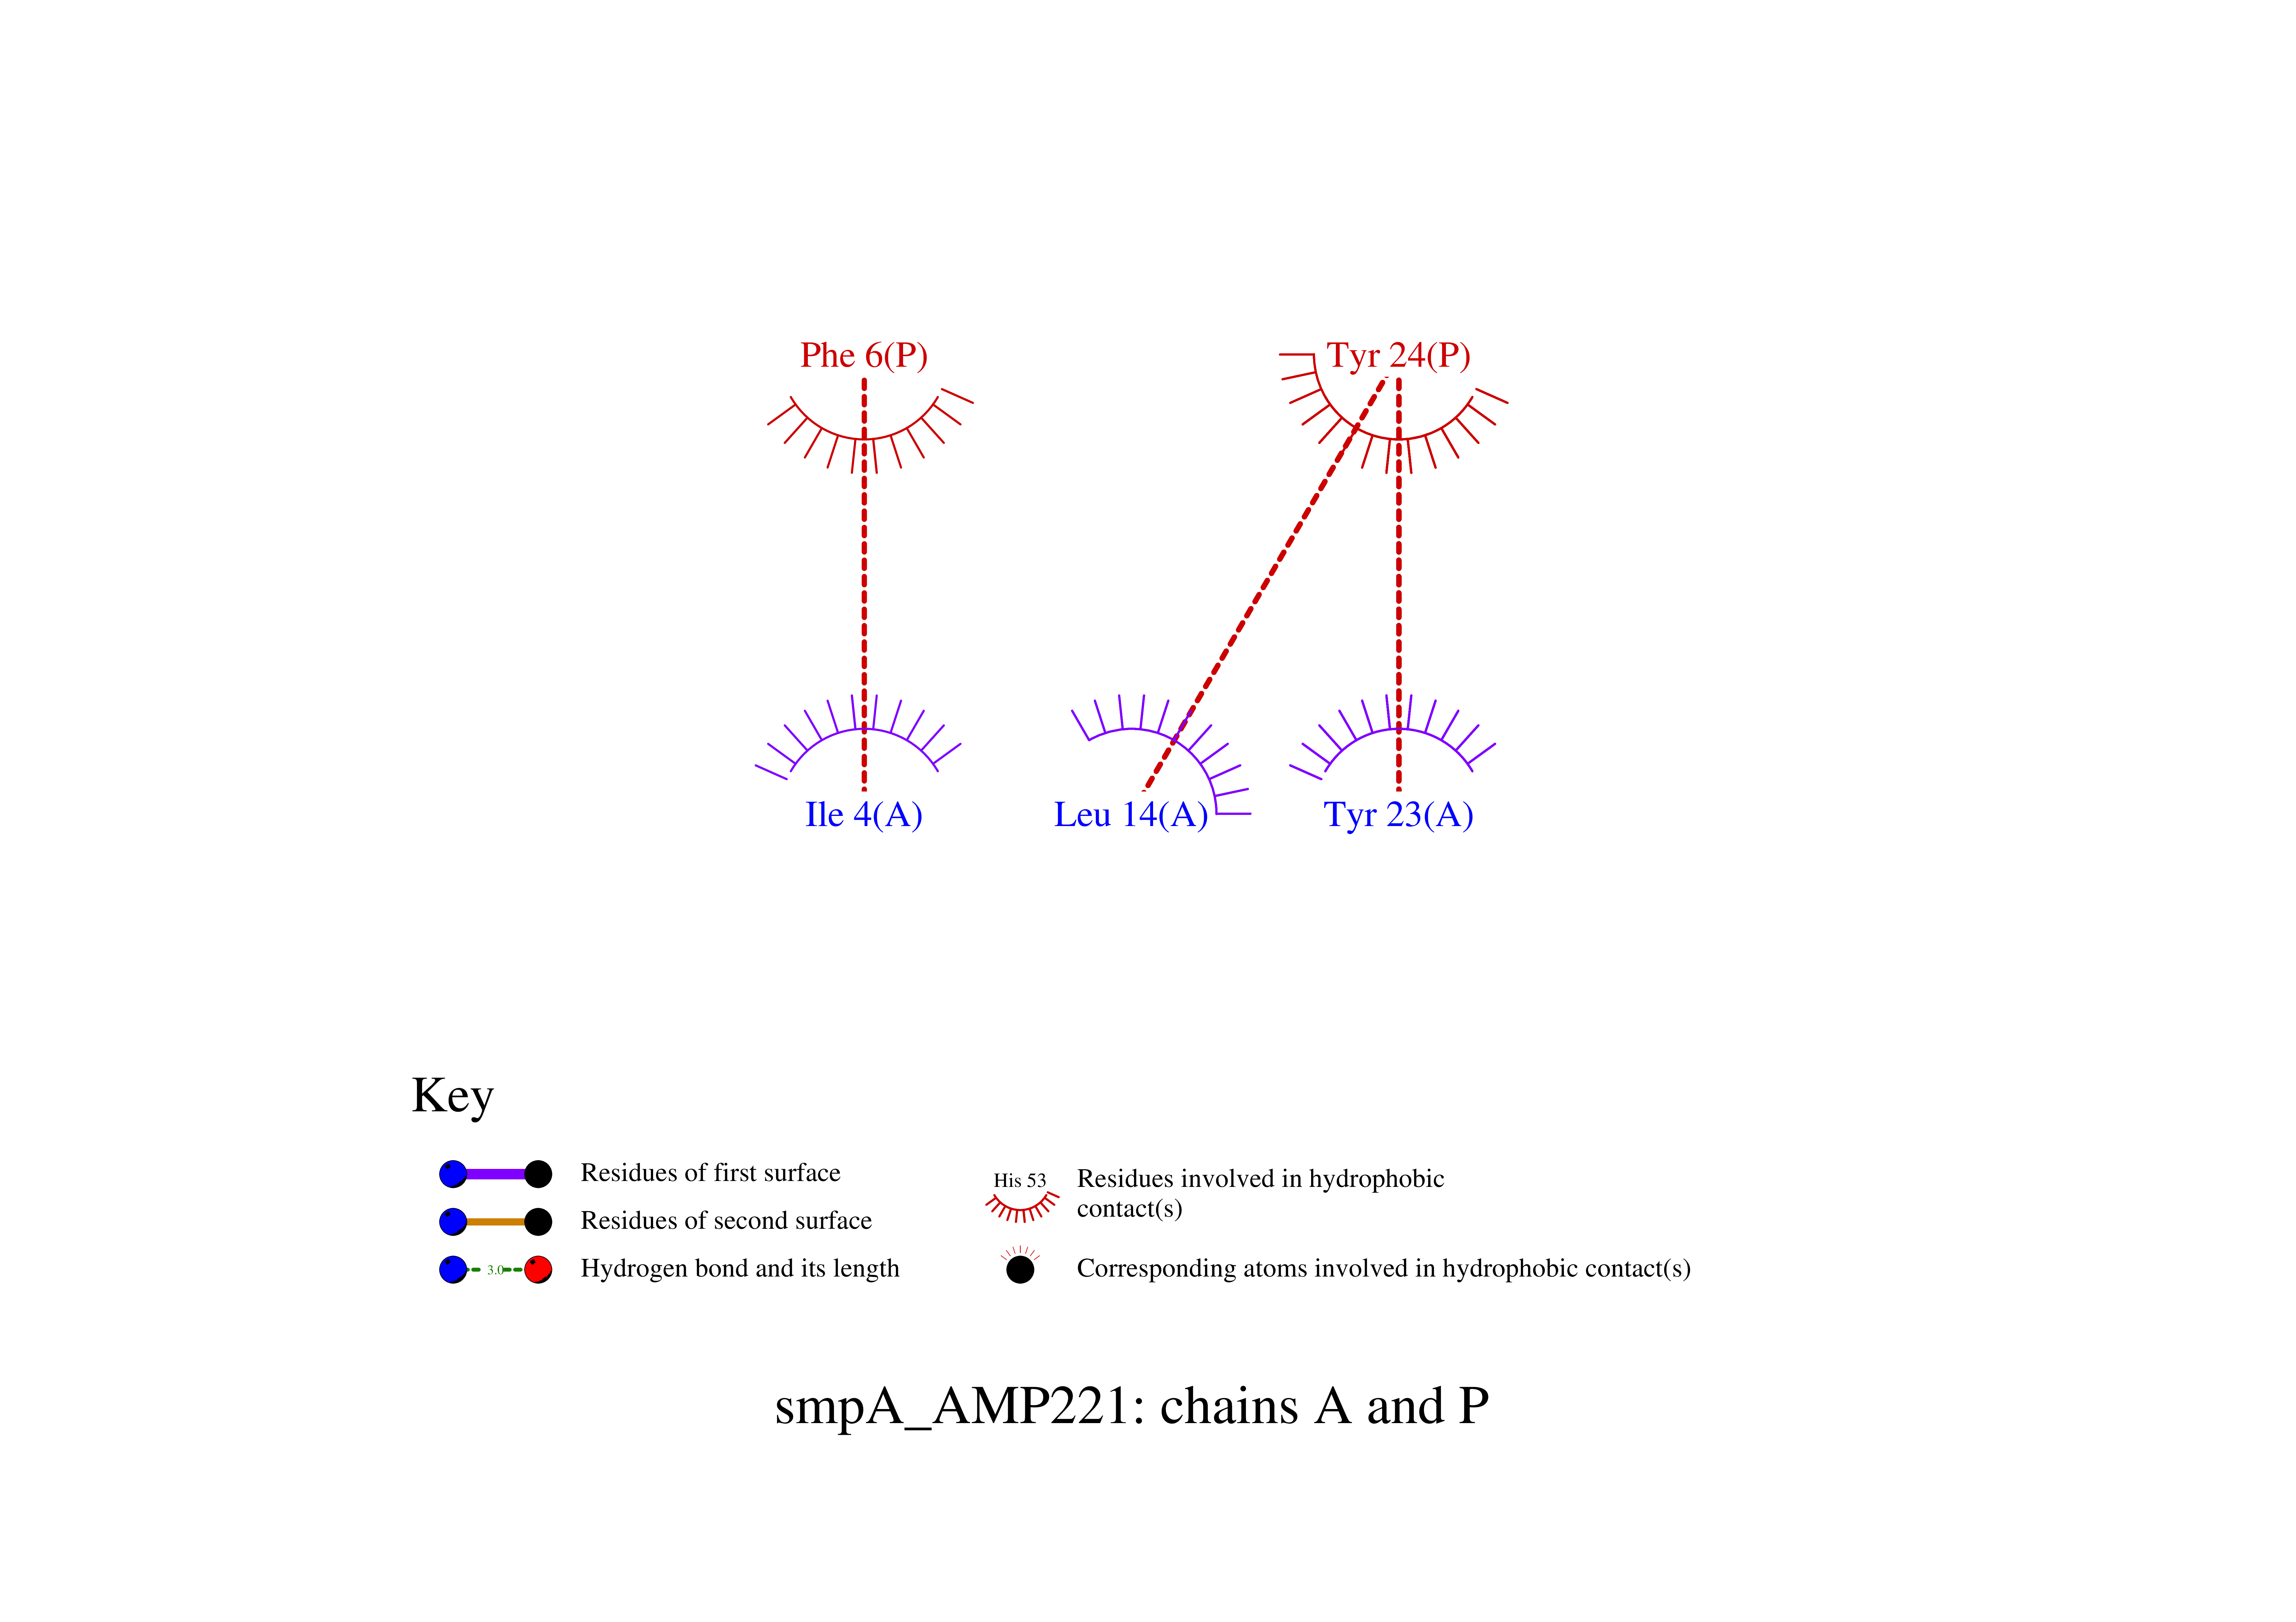 Phe 6(P) Tyr 24(P)
Ile 4(A) Leu 14(A) Tyr 23(A)
Key
Residues of first surface
Residues of second surface
3.0 Hydrogen bond and its length
His 53 Residues involved in hydrophobic
contact(s)
Corresponding atoms involved in hydrophobic contact(s)
smpA_AMP221: chains A and P